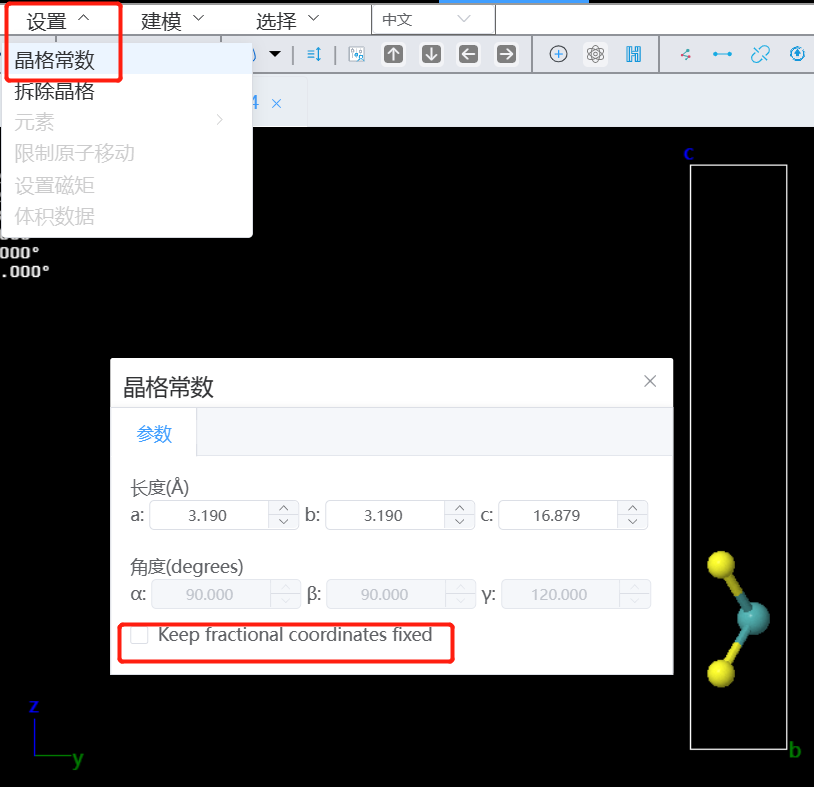 设置 建模 选择 中文
晶格常数
拆除晶格
4
元素
限制原子移动
设置磁矩
体积数据
000°
.000°
c
晶格常数
参数
长度(Å)
a: 3.190 b: 3.190 c: 16.879
角度(degrees)
α: 90.000 β: 90.000 γ: 120.000
Keep fractional coordinates fixed
z
y
b